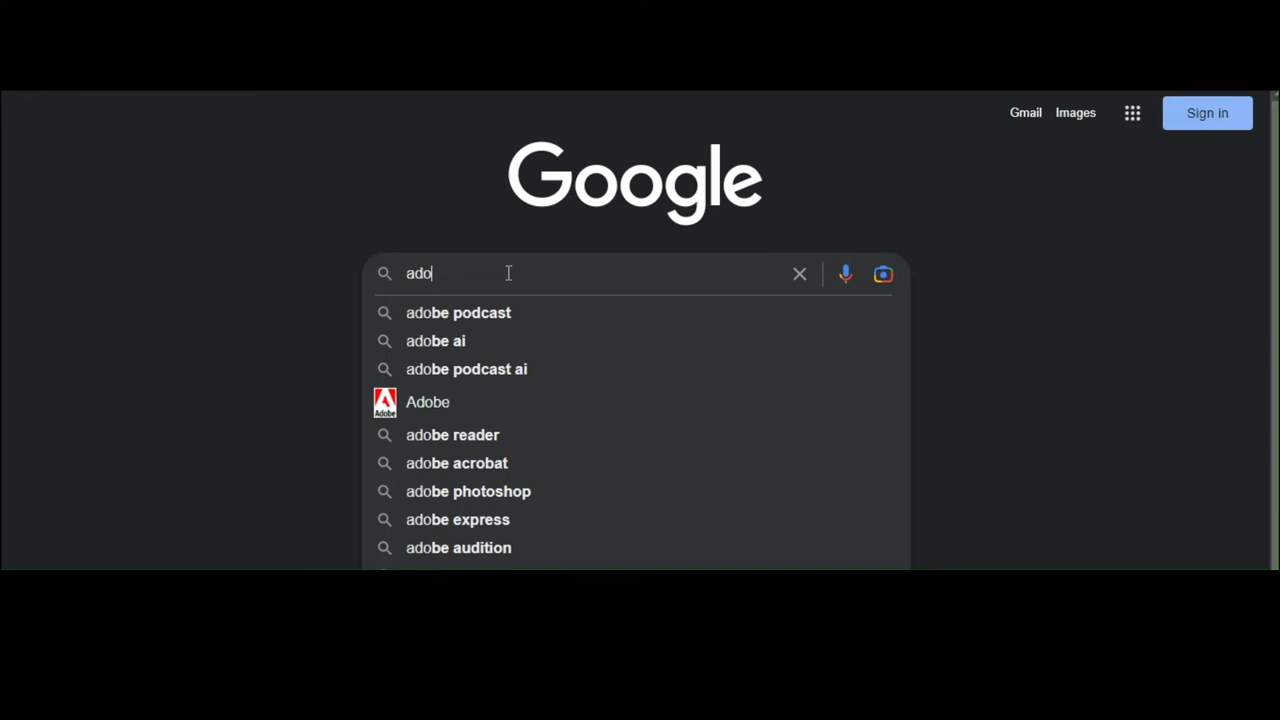 Gmail Images Sign in
Google
ado
adobe podcast
adobe ai
adobe podcast ai
Adobe Adobe
adobe reader
adobe acrobat
adobe photoshop
adobe express
adobe audition